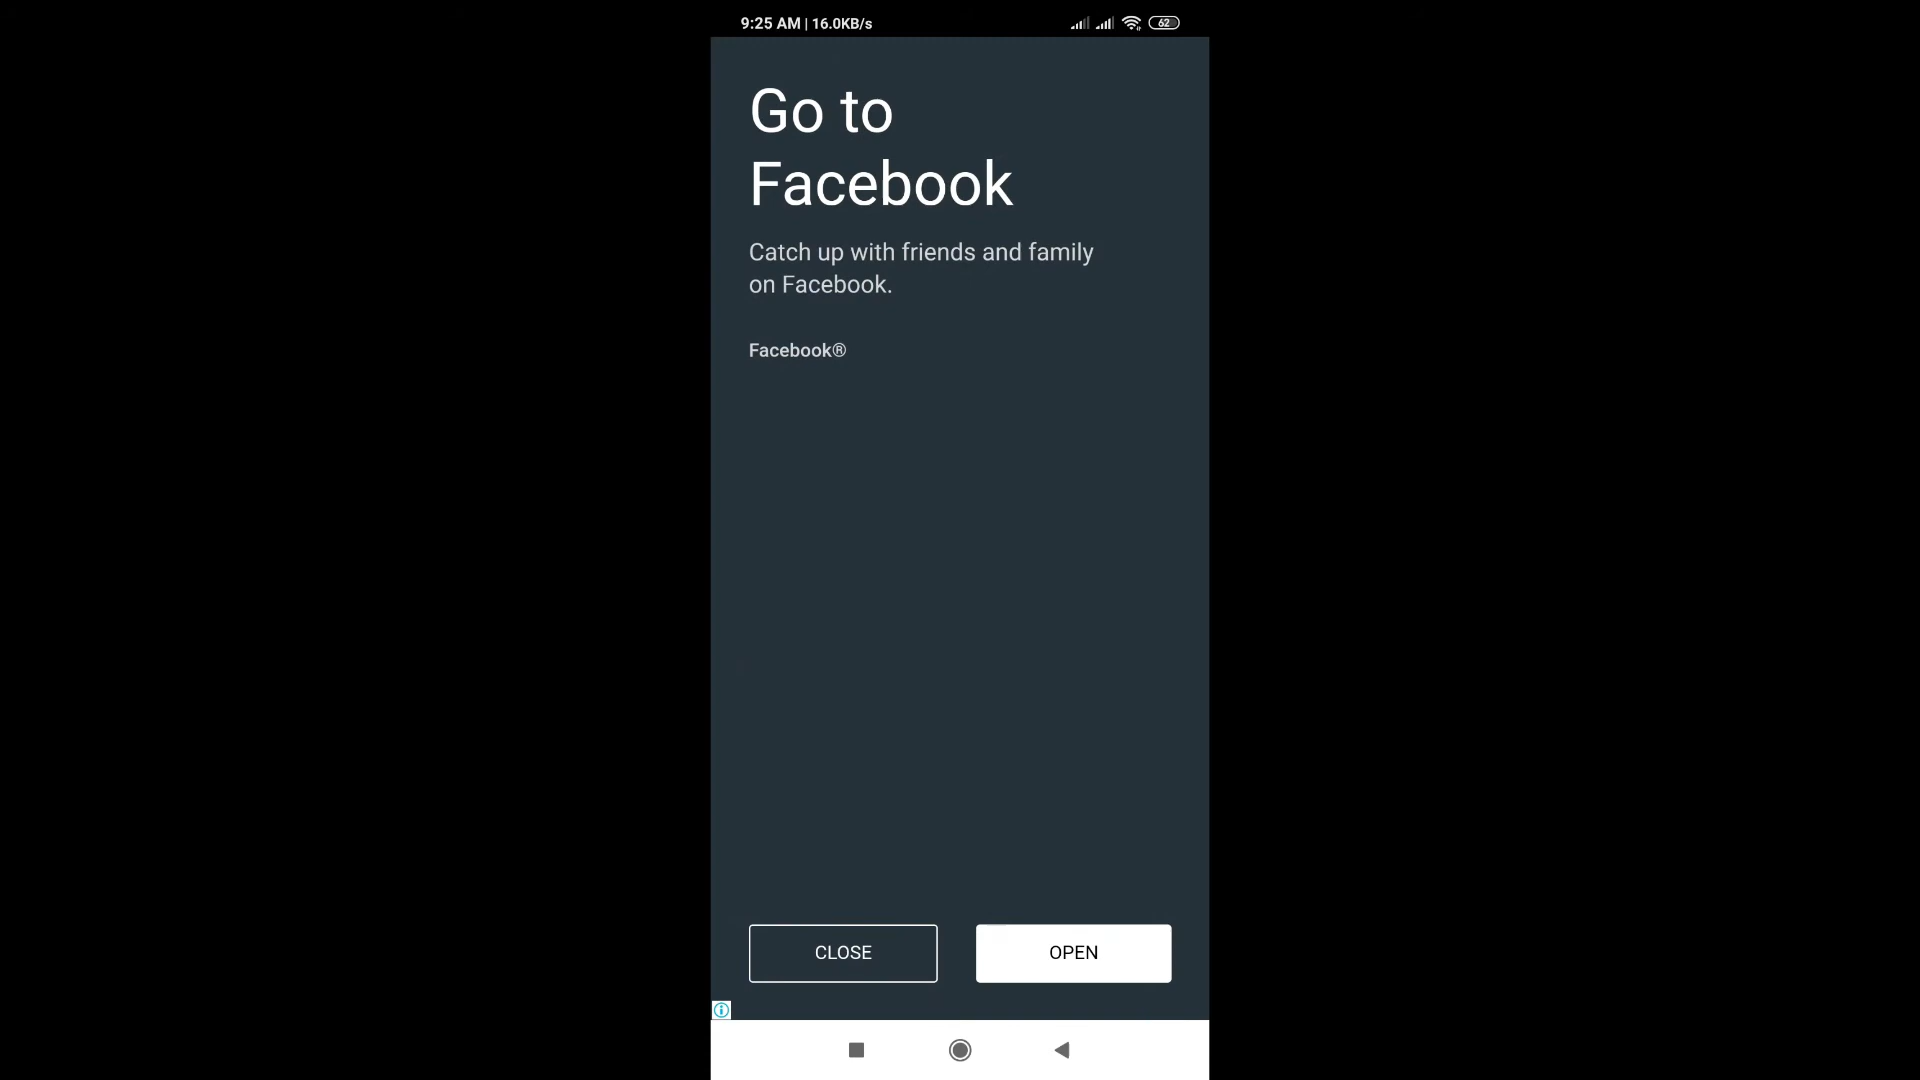 9:25 AM | 16.0KB/s
62
Go to
Facebook
Catch up with friends and family
on Facebook.
Facebook®
CLOSE
OPEN